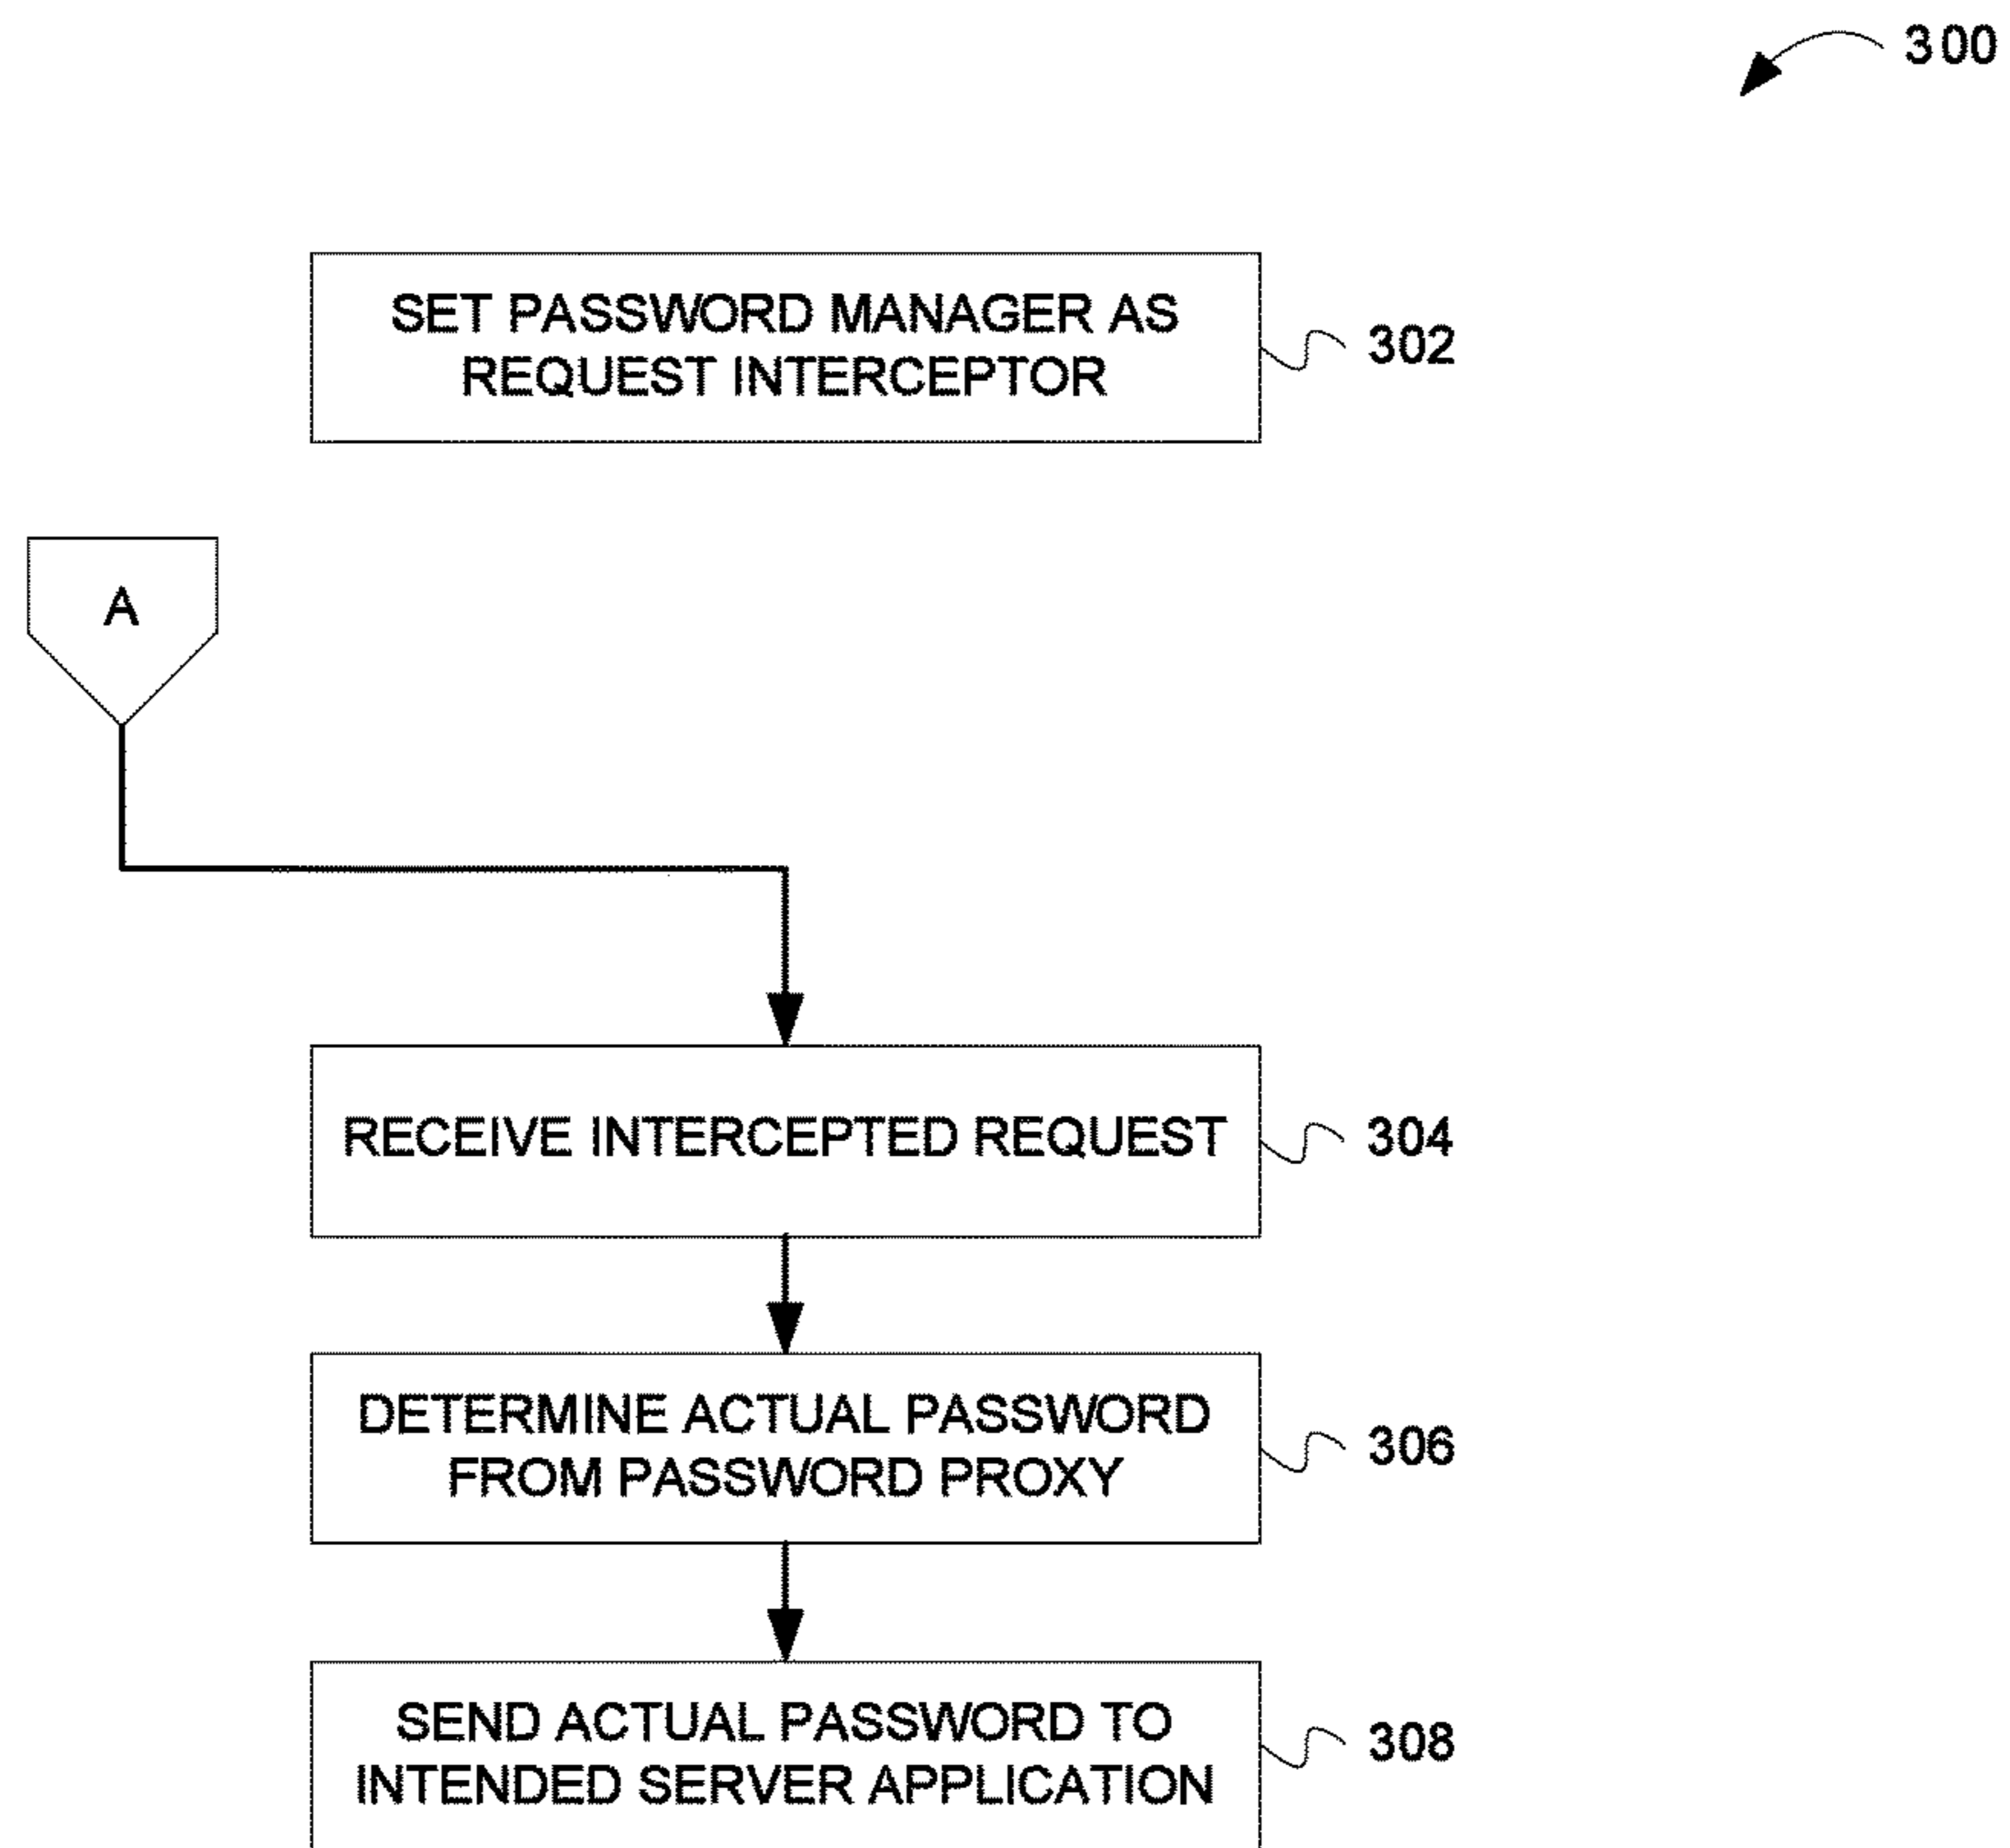 300
SET PASSWORD MANAGER AS
REQUEST INTERCEPTOR
302
A
RECEIVE INTERCEPTED REQUEST
304
DETERMINE ACTUAL PASSWORD
FROM PASSWORD PROXY
306
SEND ACTUAL PASSWORD TO
INTENDED SERVER APPLICATION
308